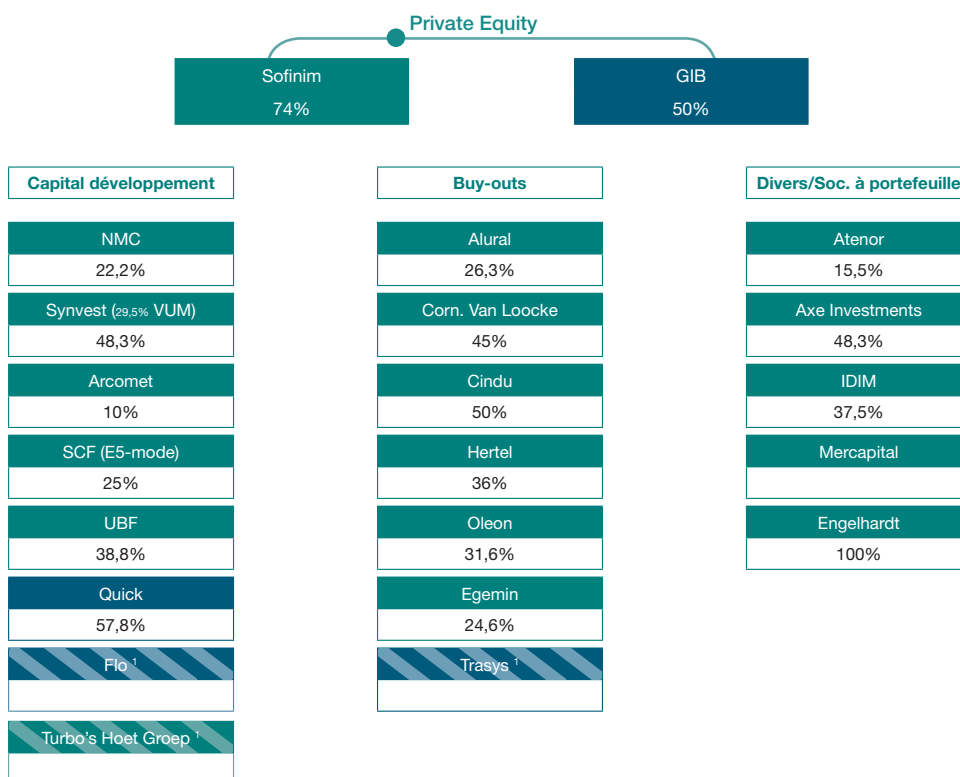 Private Equity
Sofinim
74%
GIB
50%
Capital développement
NMC
22,2%
Synvest (29,5% VUM)
48,3%
Arcomet
10%
SCF (E5-mode)
25%
UBF
38,8%
Quick
57,8%
Flo 1
Turbo's Hoet Groep 1
Buy-outs
Alural
26,3%
Corn. Van Loocke
45%
Cindu
50%
Hertel
36%
Oleon
31,6%
Egemin
24,6%
Trasys 1
Divers/Soc. à portefeuille
Atenor
15,5%
Axe Investments
48,3%
IDIM
37,5%
Mercapital
Engelhardt
100%